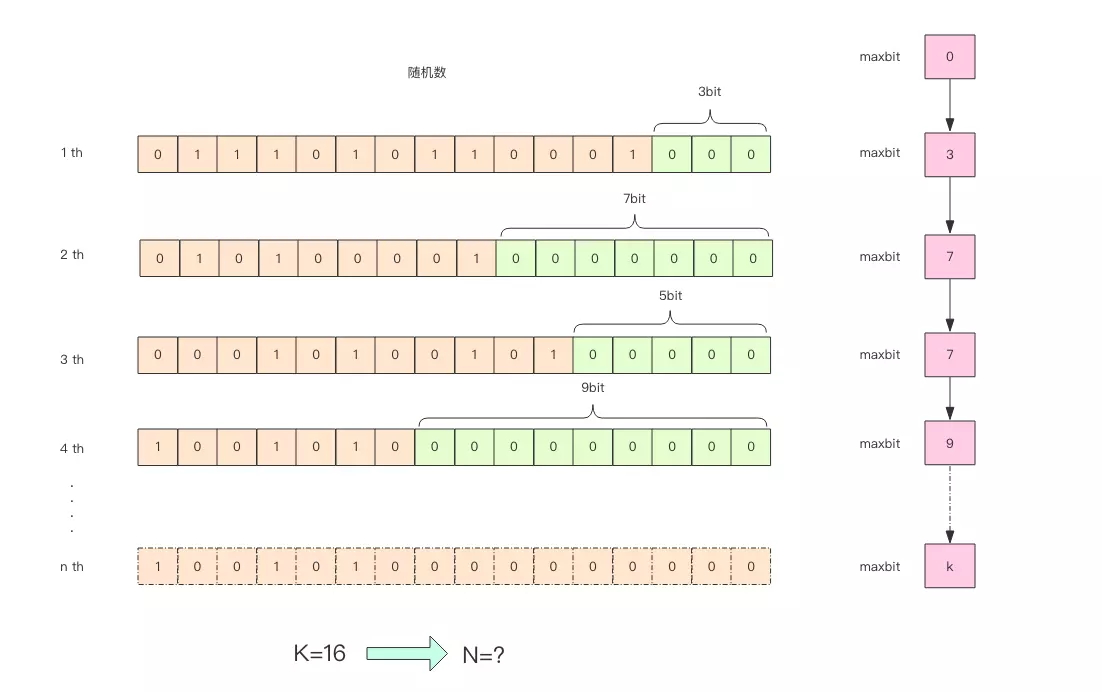 maxbit 0
随机数
3bit
1 th 0 1 1 1 0 1 0 1 1 0 0 0 1 0 0 0 maxbit 3
7bit
2 th 0 1 0 1 0 0 0 0 1 0 0 0 0 0 0 0 maxbit 7
5bit
3 th 0 0 0 1 0 1 0 0 1 0 1 0 0 0 0 0 maxbit 7
9bit
4 th 1 0 0 1 0 1 0 0 0 0 0 0 0 0 0 0 maxbit 9
n th 1 0 0 1 0 1 0 0 0 0 0 0 0 0 0 0 maxbit k
K=16 N=?